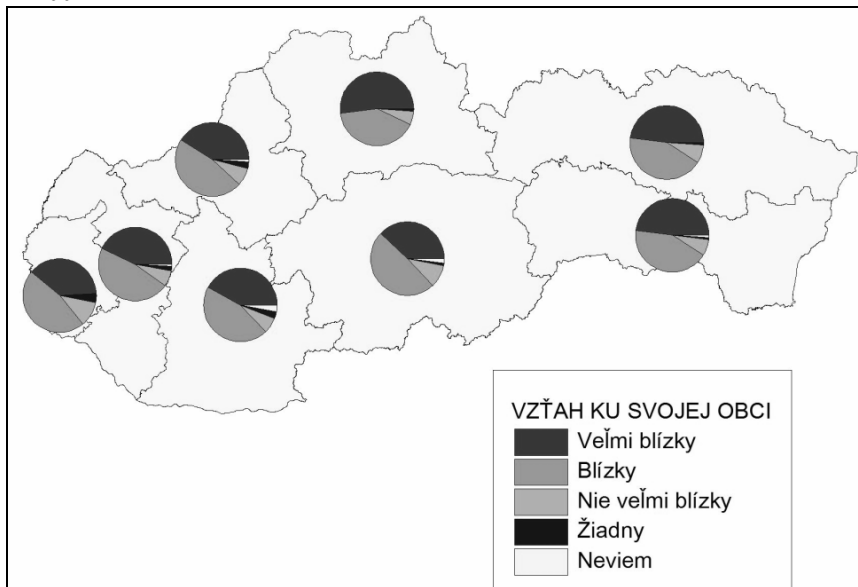 VZŤAH KU SVOJEJ OBCI
Veľmi blízky
Blízky
Nie veľmi blízky
Žiadny
Neviem